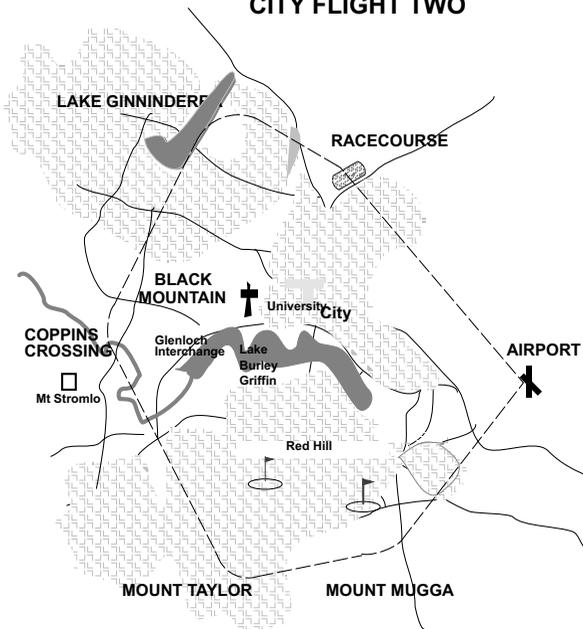 CITY FLIGHT TWO
LAKE GINNINDERRA
RACECOURSE
BLACK
MOUNTAIN
University
City
COPPINS
CROSSING
Glenloch
Interchange
Lake
Burley
Griffin
AIRPORT
Mt Stromlo
Red Hill
MOUNT TAYLOR
MOUNT MUGGA